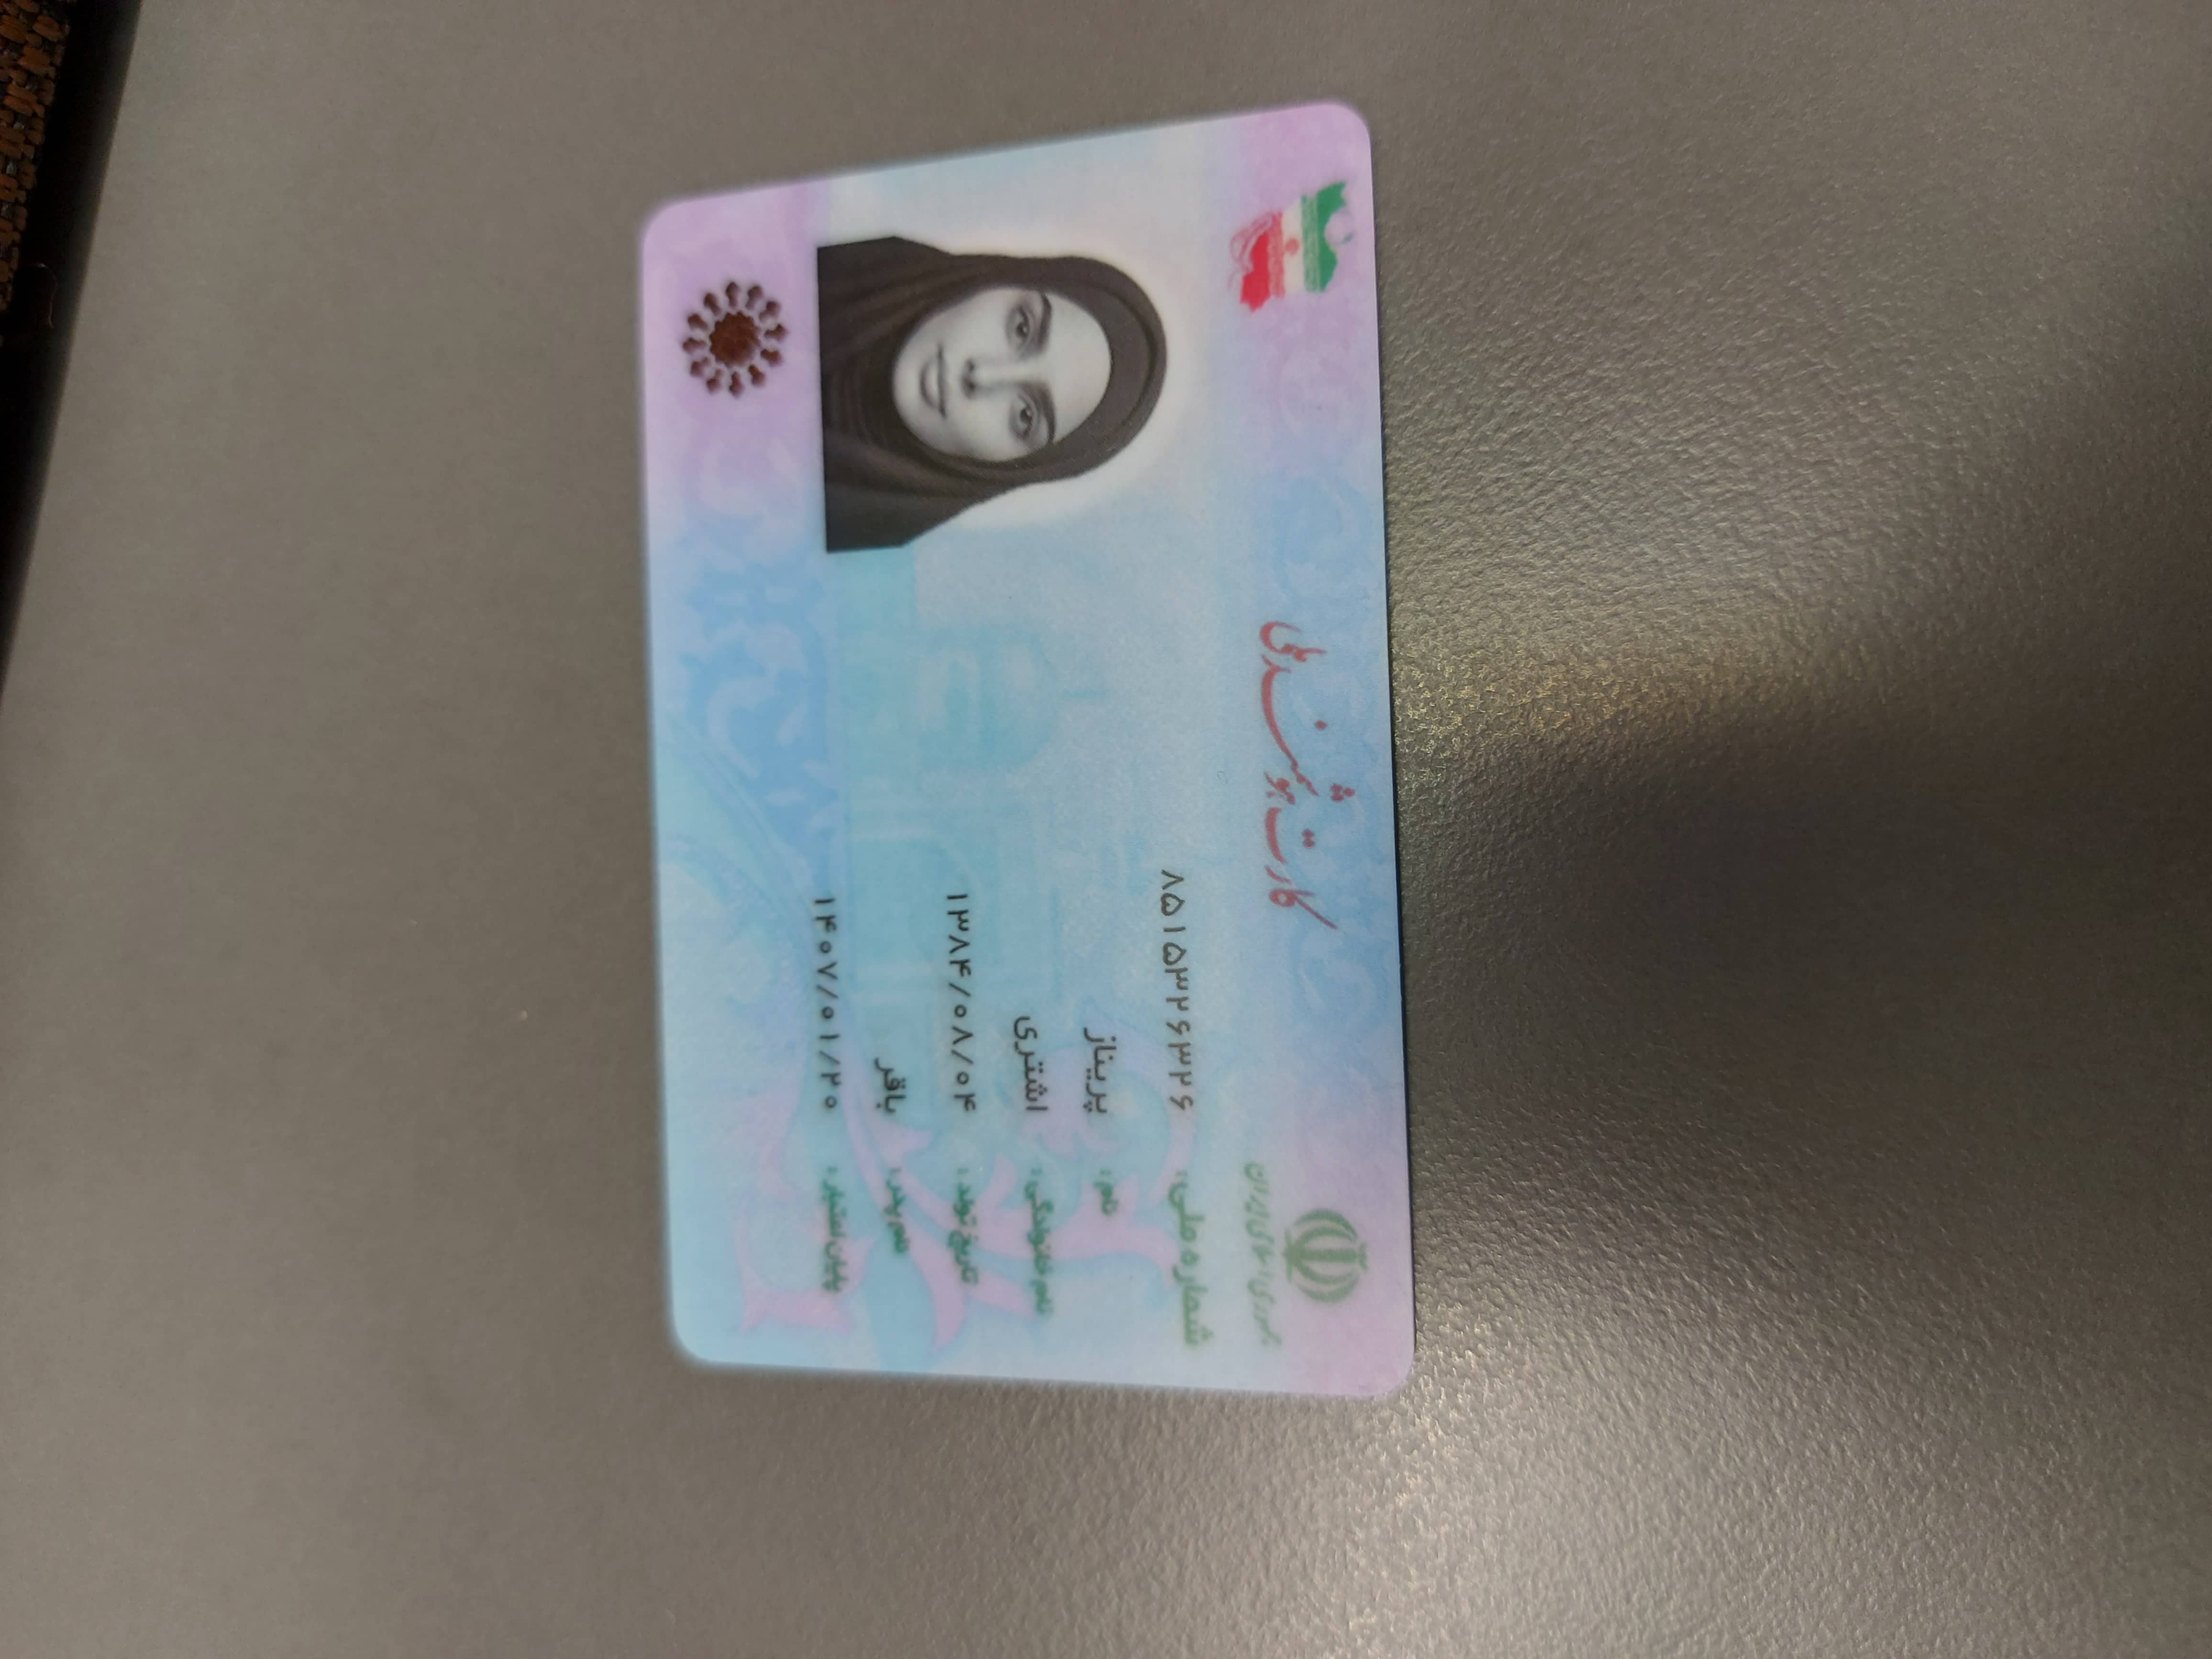 جمهوری اسلامی ایران
کارت هوشمند ملی
شماره ملی: ۸۵۱۵۳۲۶۳۲۶
نام: پریناز
نام خانوادگی: اشتری
تاریخ تولد: ۱۳۸۴/۰۸/۰۴
نام پدر: باقر
پایان اعتبار: ۱۴۰۷/۰۱/۲۰